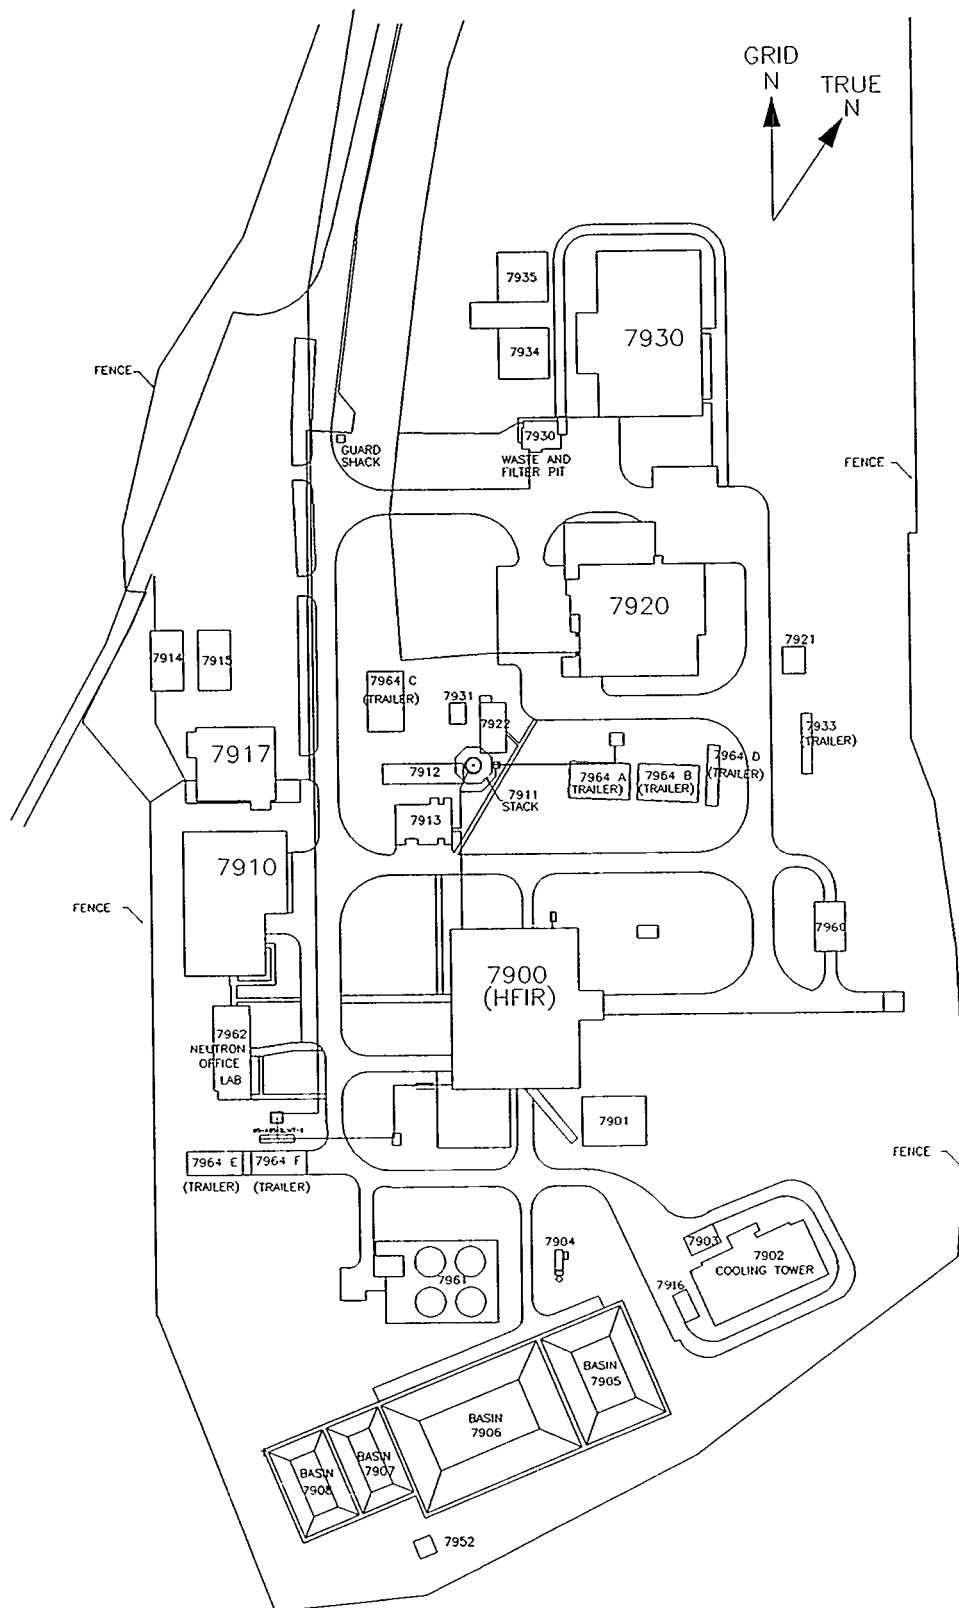 GRID
N
TRUE
N
7935
7930
7934
FENCE
7930
GUARD
SHACK
WASTE AND
FILTER PIT
FENCE
7920
7921
7914
7915
7964 C
(TRAILER)
7931
7922
7933
(TRAILER)
7917
7912
7964 A
(TRAILER)
7964 B
(TRAILER)
7964 D
(TRAILER)
7911
STACK
7913
7910
FENCE
7960
7900
(HFIR)
7962
NEUTRON
OFFICE
LAB
7901
7964 E
(TRAILER)
7964 F
(TRAILER)
FENCE
7903
7904
7902
COOLING TOWER
7961
7916
BASIN
7905
BASIN
7906
BASIN
7907
BASIN
7908
7952